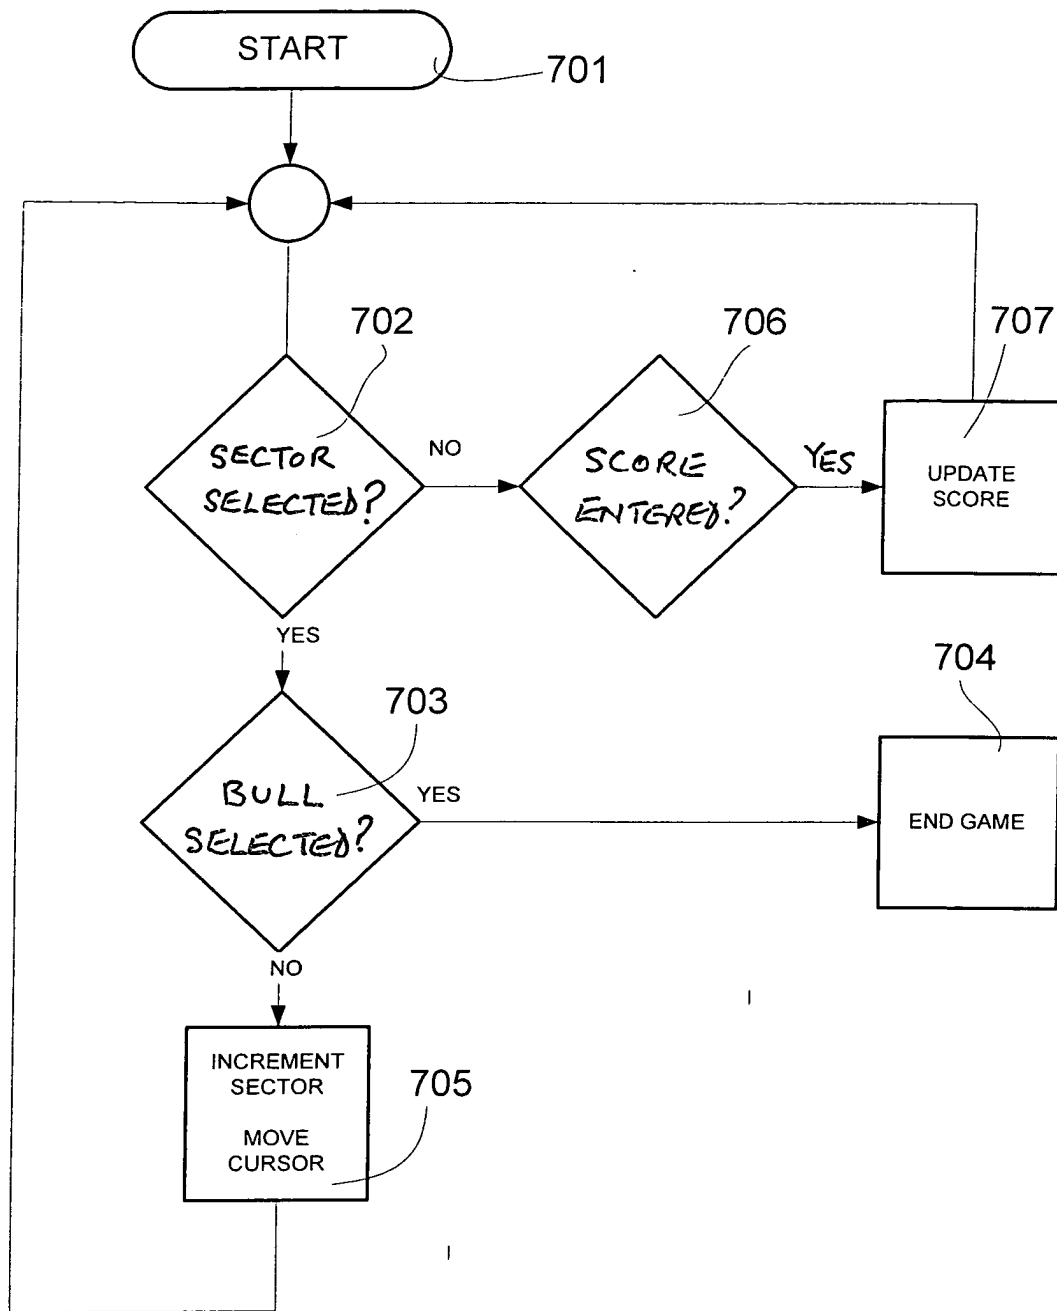 START
701
702
706
707
SECTOR
SELECTED?
NO
SCORE
ENTERED?
YES
UPDATE
SCORE
YES
704
703
BULL
SELECTED?
YES
END GAME
NO
INCREMENT
SECTOR
MOVE
CURSOR
705